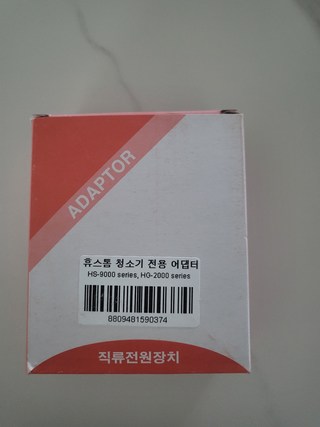 ADAPTOR
휴스톰 청소기 전용 어댑터
HS-9000 series, HO-2000 series
8809481590374
직류전원장치